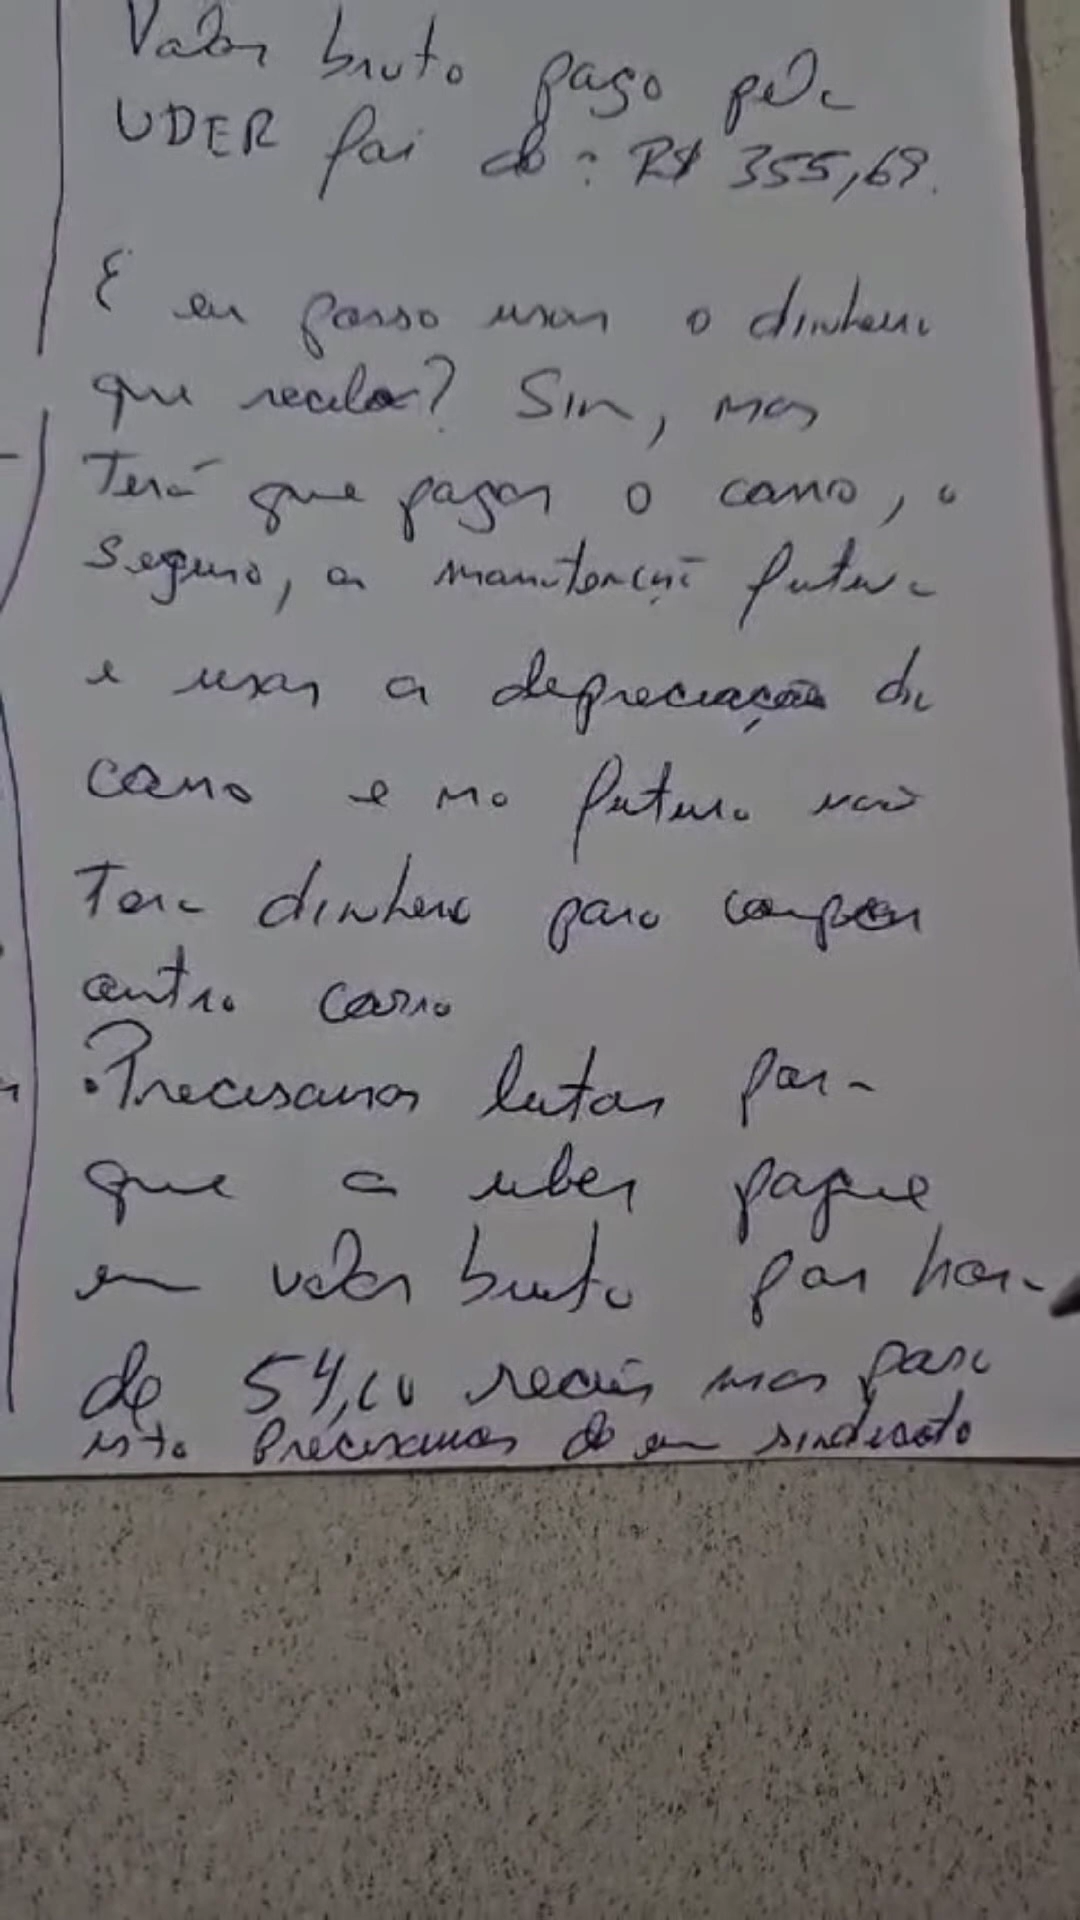 Valor bruto pago pela
UBER foi de: R$ 355,69.
E eu posso usar o dinheiro
que recebo? Sim, mas
Terá que pagar o carro, o
seguro, a manutenção futura
e usar a depreciação do
carro e no futuro não
Terá dinheiro para comprar
outro carro
• Precisamos lutar para
que a uber pague
em valor bruto por hora
de 54,00 reais mas para
isto Precisamos de um sindicato